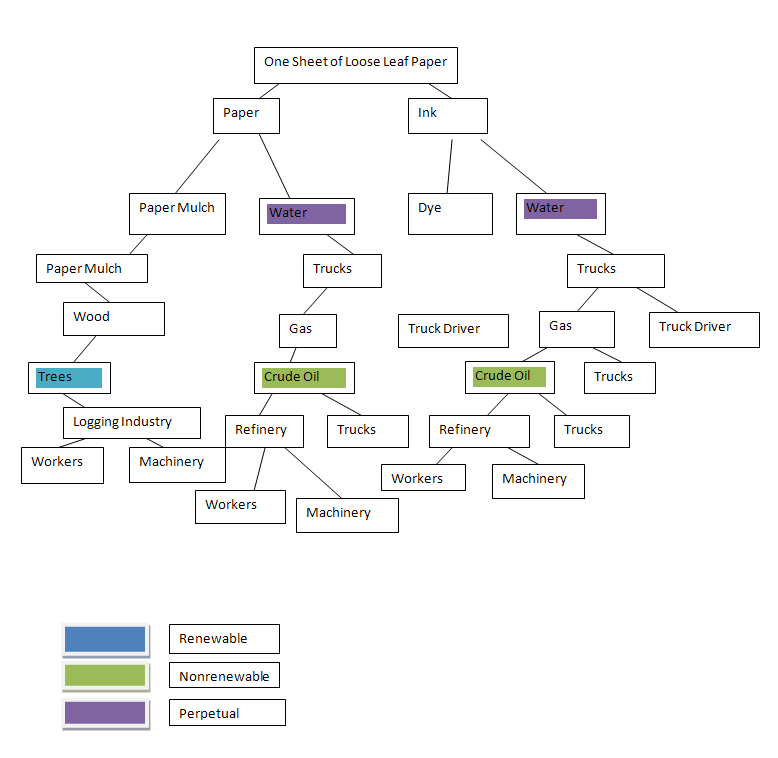 One Sheet of Loose Leaf Paper
Paper
Ink
Paper Mulch
Water
Dye
Water
Paper Mulch
Trucks
Trucks
Wood
Gas
Truck Driver
Gas
Truck Driver
Trees
Crude Oil
Crude Oil
Trucks
Logging Industry
Refinery
Trucks
Refinery
Trucks
Workers
Machinery
Workers
Machinery
Workers
Machinery
Renewable
Nonrenewable
Perpetual